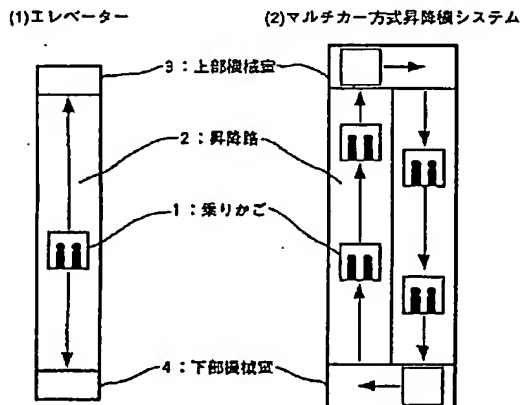 (1)エレベーター
(2)マルチカー方式昇降機システム
3：上部機械室
2：昇降路
1：乗りかご
4：下部機械室